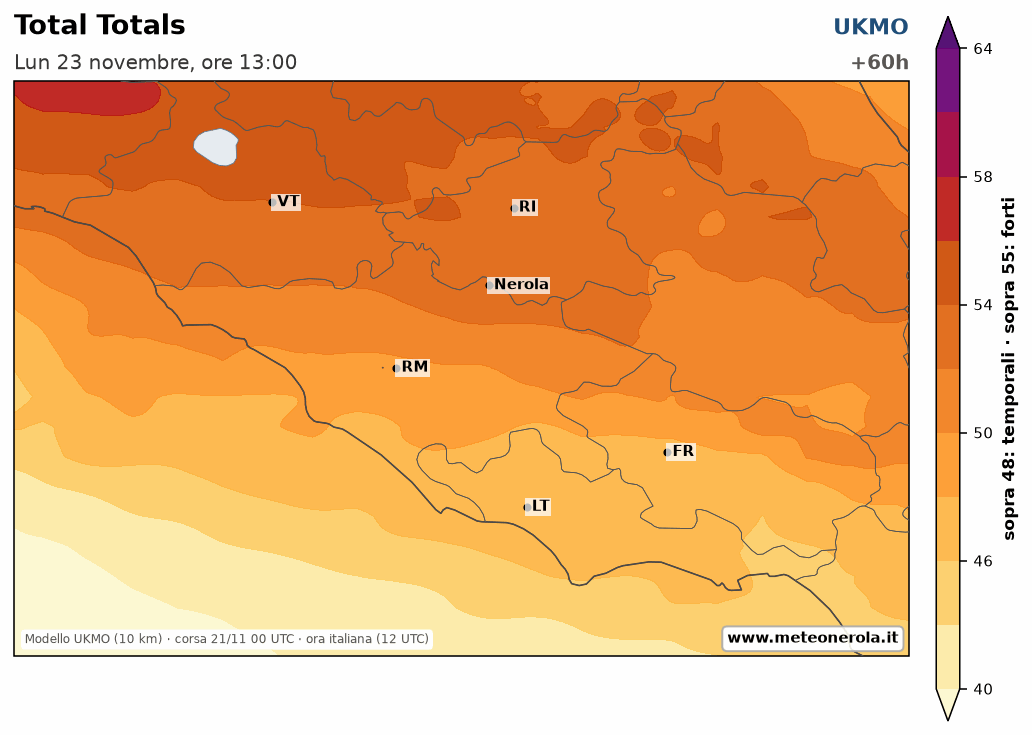 Total Totals
UKMO
Lun 23 novembre, ore 13:00
+60h
VT
RI
Nerola
RM
FR
LT
64
58
54
50
46
40
sopra 48: temporali · sopra 55: forti
Modello UKMO (10 km) · corsa 21/11 00 UTC · ora italiana (12 UTC)
www.meteonerola.it